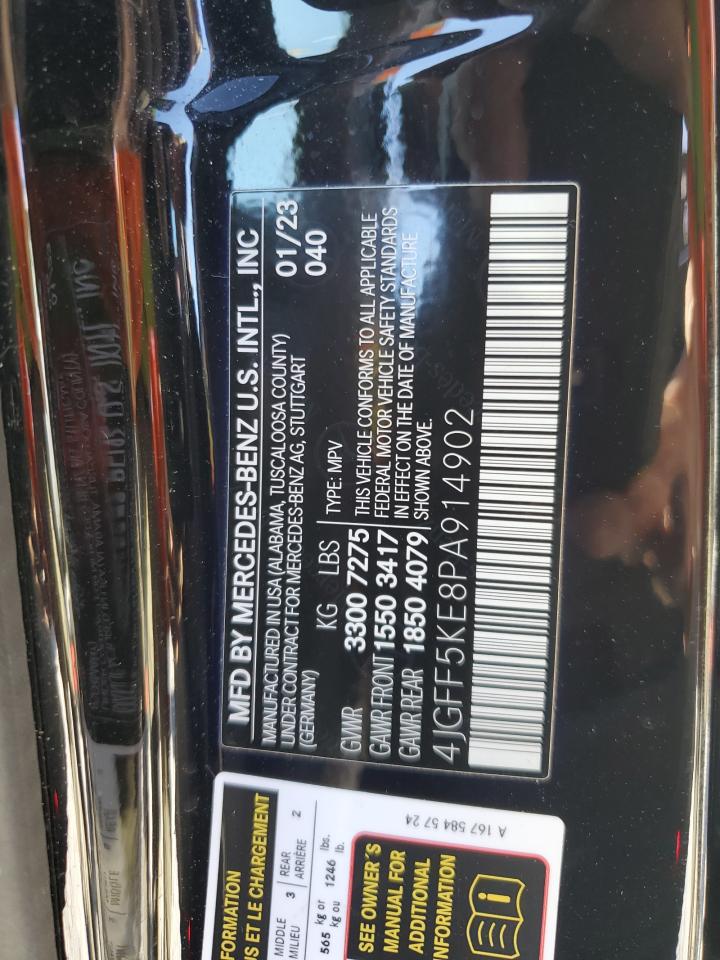 MFD BY MERCEDES-BENZ U.S. INTL., INC
MANUFACTURED IN USA (ALABAMA, TUSCALOOSA COUNTY)
UNDER CONTRACT FOR MERCEDES-BENZ AG, STUTTGART
(GERMANY)
01/23
040
KG LBS TYPE: MPV
GVWR 3300 7275
GAWR FRONT 1550 3417
GAWR REAR 1850 4079
THIS VEHICLE CONFORMS TO ALL APPLICABLE
FEDERAL MOTOR VEHICLE SAFETY STANDARDS
IN EFFECT ON THE DATE OF MANUFACTURE
SHOWN ABOVE.
4JGFF5KE8PA914902
FORMATION
IS ET LE CHARGEMENT
MIDDLE 3 REAR 2
MILIEU ARRIÈRE
565 kg or 1246 lbs.
kg ou lb.
SEE OWNER'S
MANUAL FOR
ADDITIONAL
INFORMATION
A 167 584 57 24